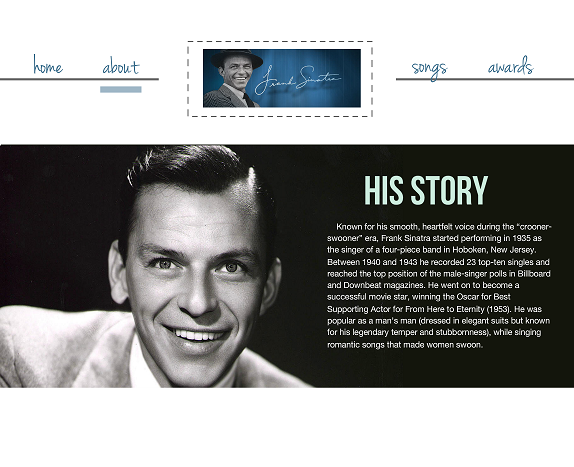 home
about
Frank Sinatra
songs
awards
HIS STORY
Known for his smooth, heartfelt voice during the "crooner-
swooner" era, Frank Sinatra started performing in 1935 as
the singer of a four-piece band in Hoboken, New Jersey.
Between 1940 and 1943 he recorded 23 top-ten singles and
reached the top position of the male-singer polls in Billboard
and Downbeat magazines. He went on to become a
successful movie star, winning the Oscar for Best
Supporting Actor for From Here to Eternity (1953). He was
popular as a man's man (dressed in elegant suits but known
for his legendary temper and stubbornness), while singing
romantic songs that made women swoon.